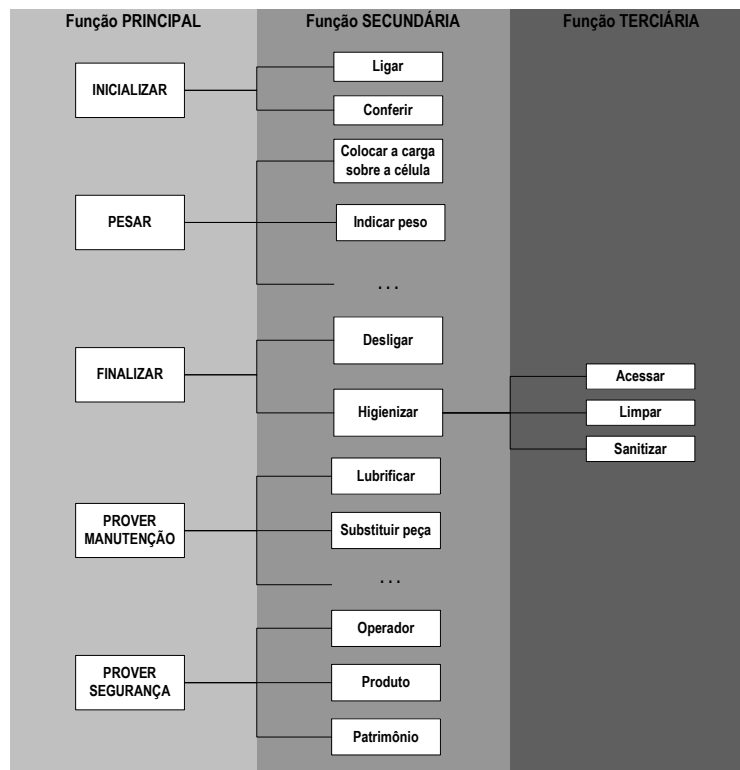 Função PRINCIPAL
Função SECUNDÁRIA
Função TERCIÁRIA
INICIALIZAR
Ligar
Conferir
PESAR
Colocar a carga
sobre a célula
Indicar peso
. . .
FINALIZAR
Desligar
Higienizar
Acessar
Limpar
Sanitizar
PROVER
MANUTENÇÃO
Lubrificar
Substituir peça
. . .
PROVER
SEGURANÇA
Operador
Produto
Patrimônio